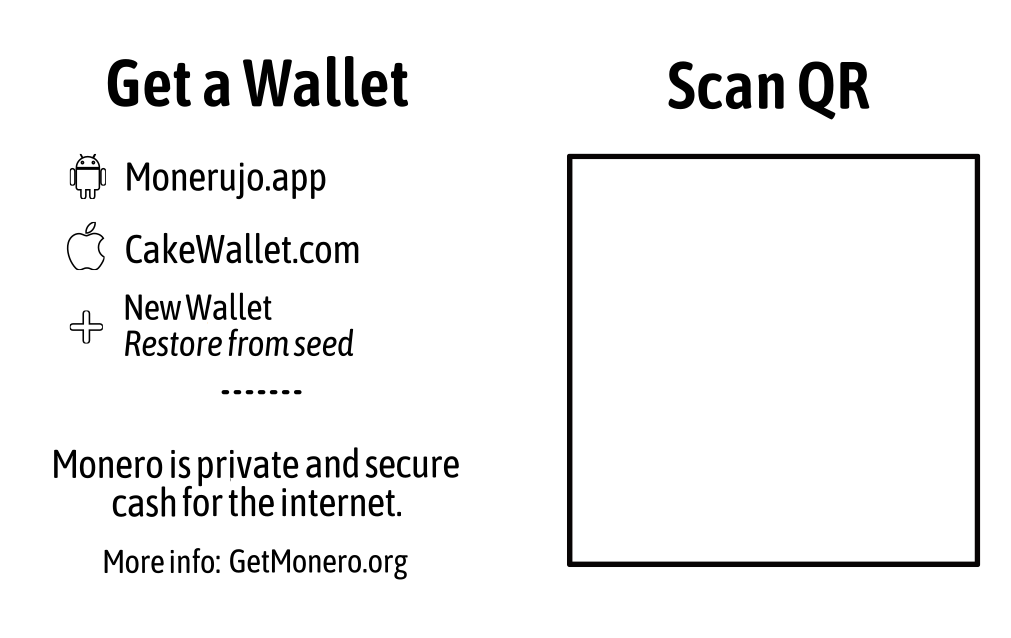 Get a Wallet
Monerujo.app
CakeWallet.com
New Wallet
Restore from seed
-------
Monero is private and secure
cash for the internet.
More info: GetMonero.org
Scan QR